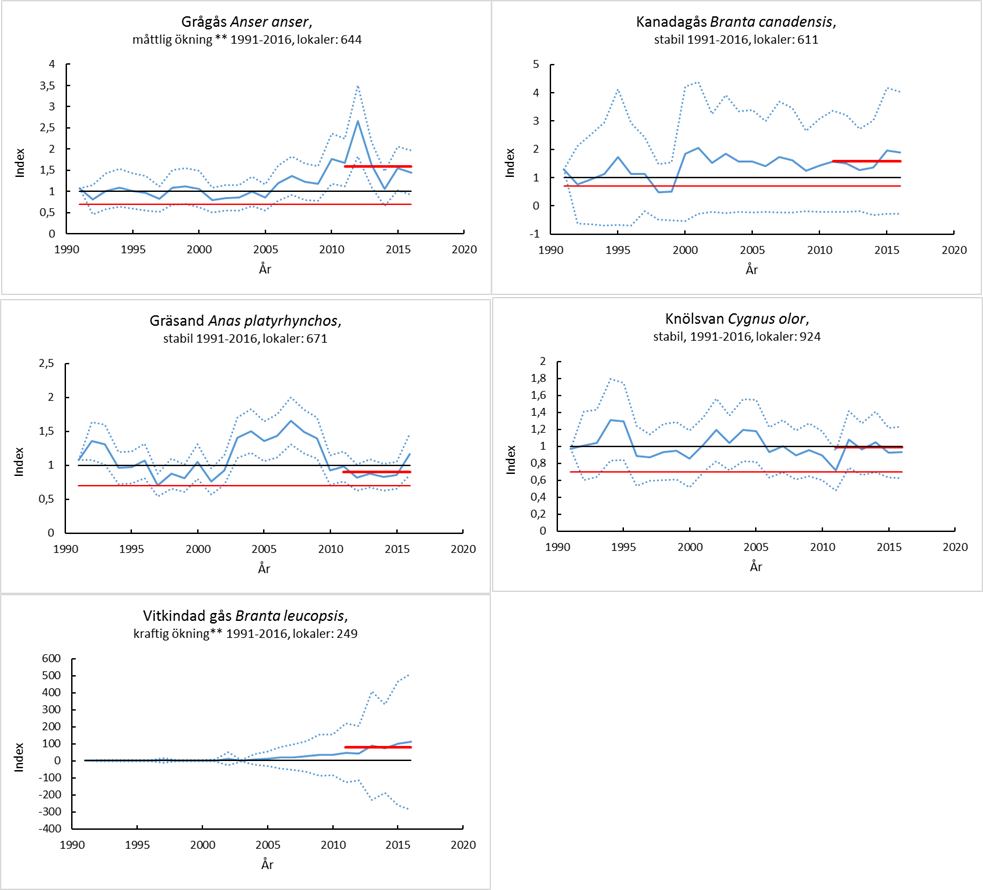 Grågås Anser anser,
måttlig ökning ** 1991-2016, lokaler: 644
4
3,5
3
2,5
2
1,5
1
0,5
0
Index
1990 1995 2000 2005 2010 2015 2020
År
Kanadagås Branta canadensis,
stabil 1991-2016, lokaler: 611
5
4
3
2
1
0
-1
Index
1990 1995 2000 2005 2010 2015 2020
År
Gräsand Anas platyrhynchos,
stabil 1991-2016, lokaler: 671
2,5
2
1,5
1
0,5
0
Index
1990 1995 2000 2005 2010 2015 2020
År
Knölsvan Cygnus olor,
stabil, 1991-2016, lokaler: 924
2
1,8
1,6
1,4
1,2
1
0,8
0,6
0,4
0,2
0
Index
1990 1995 2000 2005 2010 2015 2020
År
Vitkindad gås Branta leucopsis,
kraftig ökning** 1991-2016, lokaler: 249
600
500
400
300
200
100
0
-100
-200
-300
-400
Index
1990 1995 2000 2005 2010 2015 2020
År